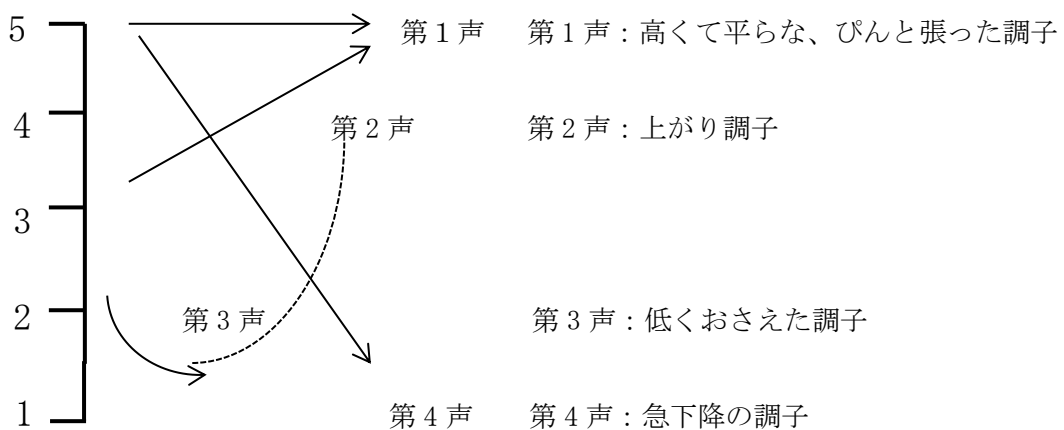 5 第１声 第１声：高くて平らな、ぴんと張った調子
4 第２声 第２声：上がり調子
3
2 第３声 第３声：低くおさえた調子
1 第４声 第４声：急下降の調子